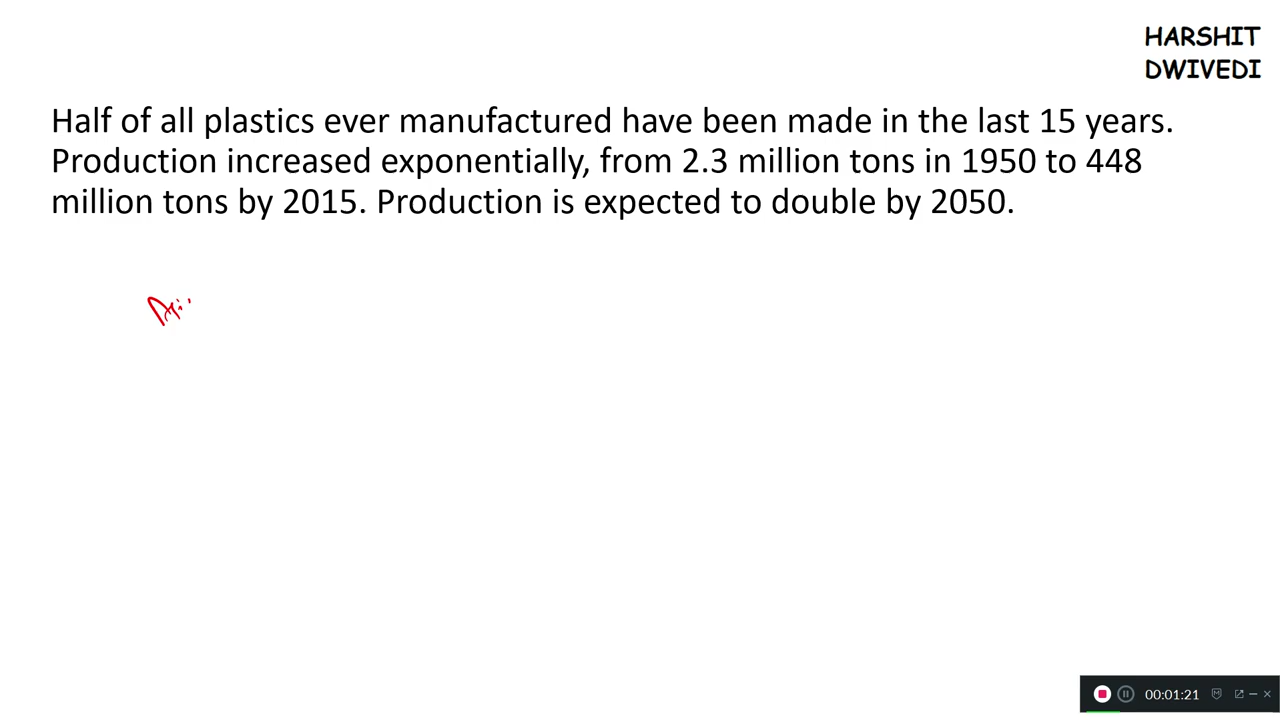 HARSHIT
DWIVEDI
Half of all plastics ever manufactured have been made in the last 15 years.
Production increased exponentially, from 2.3 million tons in 1950 to 448
million tons by 2015. Production is expected to double by 2050.
00:01:21